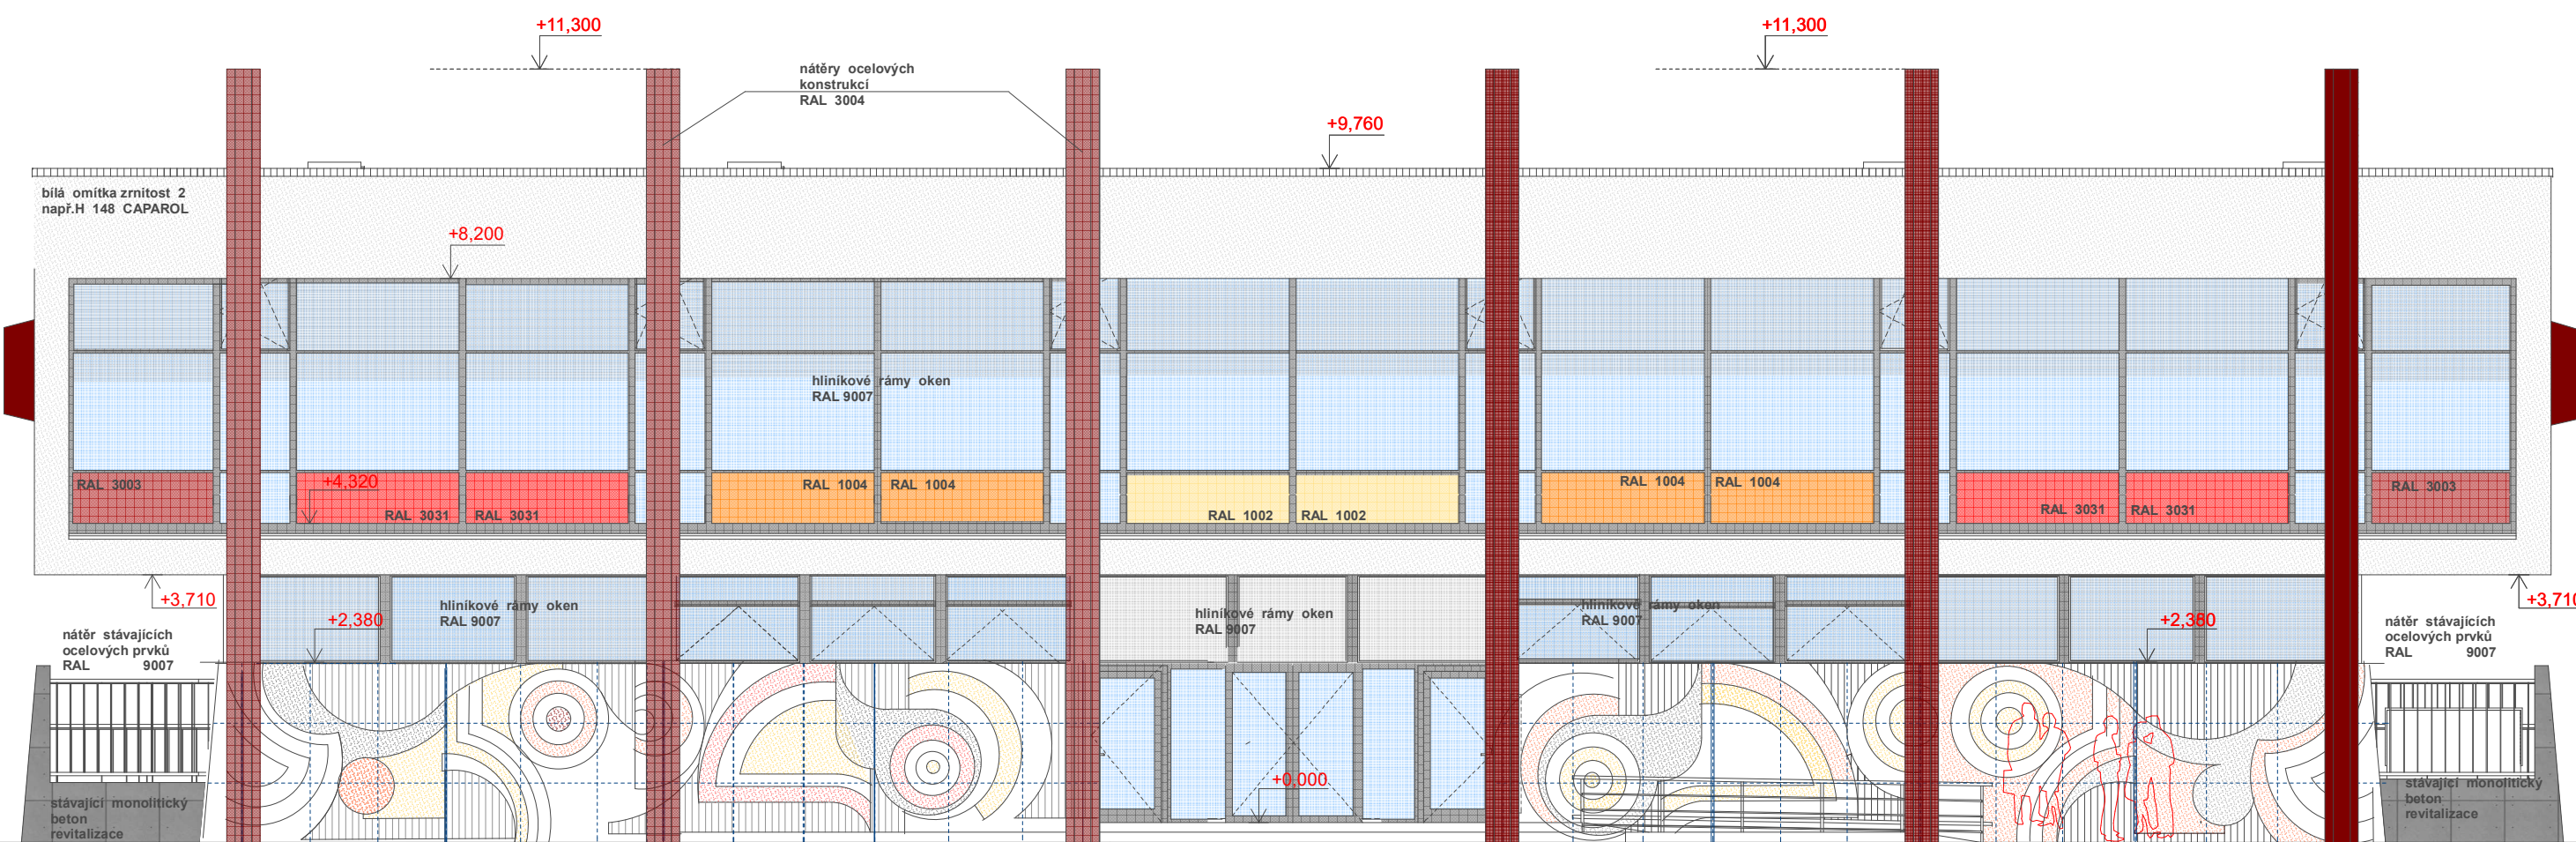 +11,300
+11,300
nátěry ocelových
konstrukcí
RAL 3004
+9,760
bílá omítka zrnitost 2
např.H 148 CAPAROL
+8,200
hliníkové rámy oken
RAL 9007
RAL 3003
+4,320
RAL 3031
RAL 3031
RAL 1004
RAL 1004
RAL 1002
RAL 1002
RAL 1004
RAL 1004
RAL 3031
RAL 3031
RAL 3003
+3,710
+3,710
+2,380
hliníkové rámy oken
RAL 9007
hliníkové rámy oken
RAL 9007
hliníkové rámy oken
RAL 9007
+2,380
nátěr stávajících
ocelových prvků
RAL 9007
nátěr stávajících
ocelových prvků
RAL 9007
+0,000
stávající monolitický
beton
revitalizace
stávající monolitický
beton
revitalizace